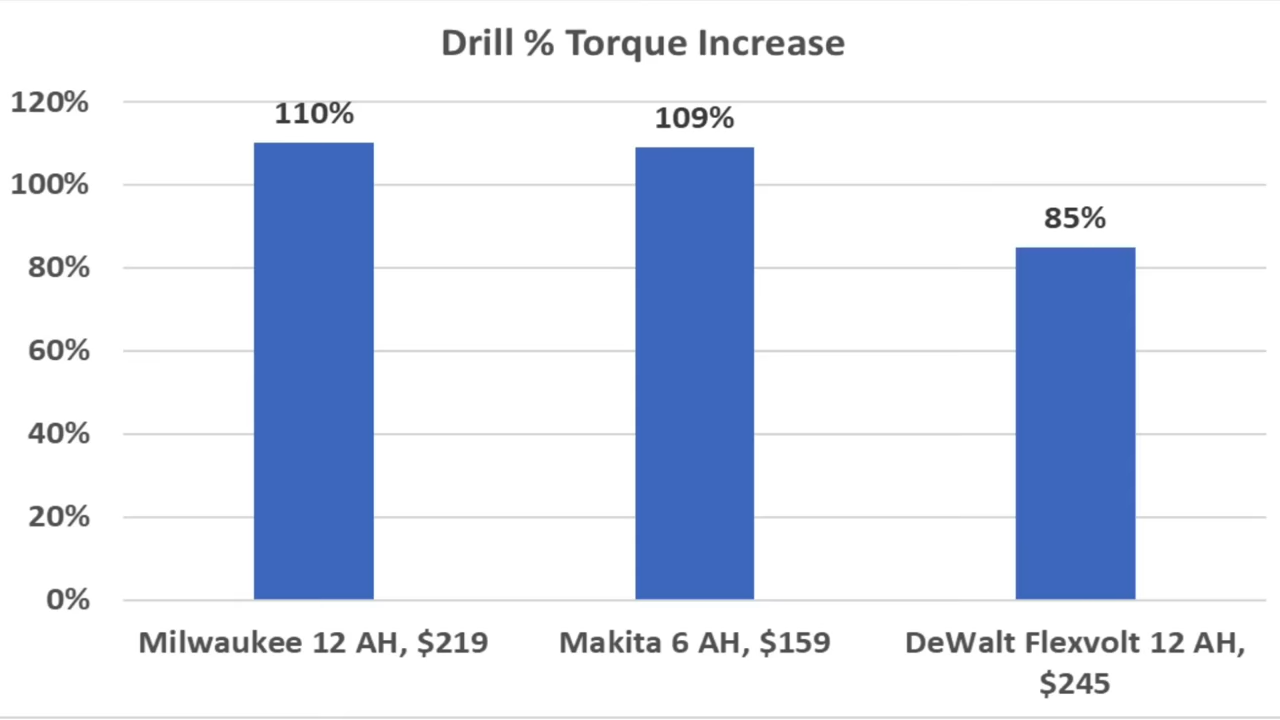 Drill % Torque Increase
120%
110%
109%
100%
85%
80%
60%
40%
20%
0%
Milwaukee 12 AH, $219
Makita 6 AH, $159
DeWalt Flexvolt 12 AH,
$245